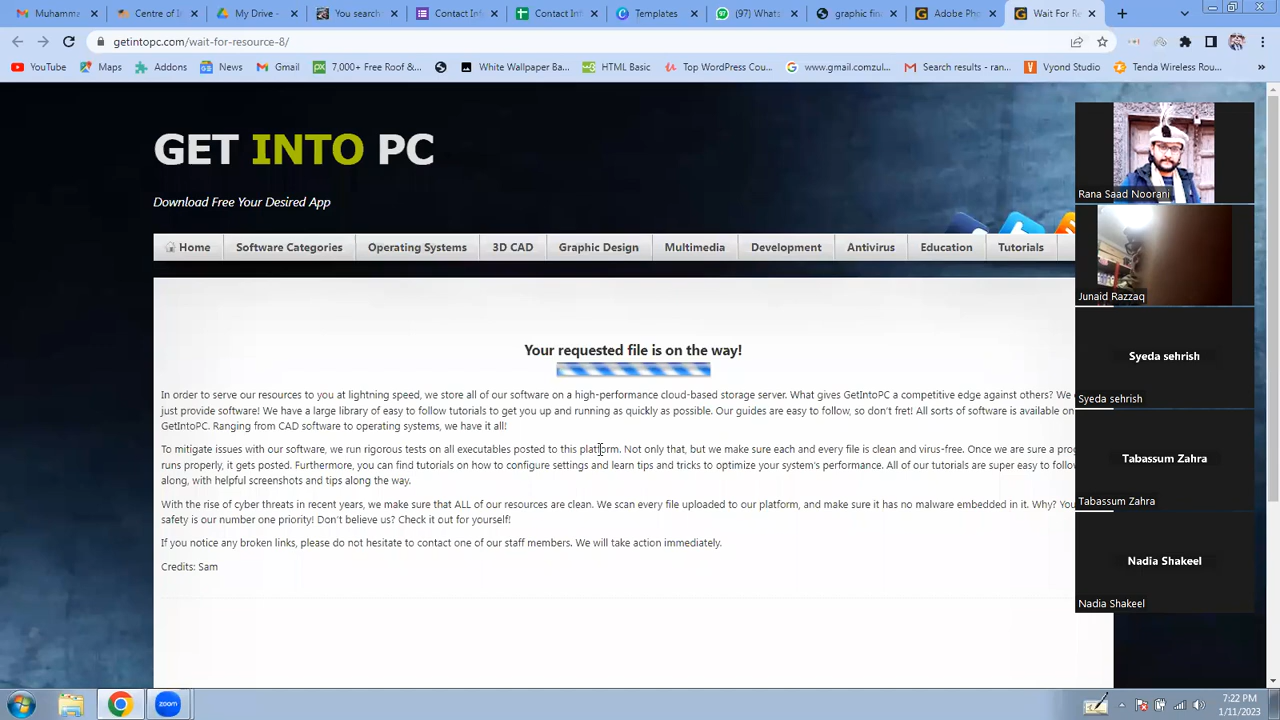 Muhamma
Centre of In
My Drive -
You search
Contact Inf
Contact Inf
Templates
(97) Whats
graphic fin
Adobe Pho
Wait For Re
getintopc.com/wait-for-resource-8/
YouTube
Maps
Addons
News
Gmail
7,000+ Free Roof &...
White Wallpaper Ba...
HTML Basic
Top WordPress Cou...
www.gmail.comzul...
Search results - ran...
Vyond Studio
Tenda Wireless Rou...
GET INTO PC
Download Free Your Desired App
Home
Software Categories
Operating Systems
3D CAD
Graphic Design
Multimedia
Development
Antivirus
Education
Tutorials
Your requested file is on the way!
In order to serve our resources to you at lightning speed, we store all of our software on a high-performance cloud-based storage server. What gives GetIntoPC a competitive edge against others? We
just provide software! We have a large library of easy to follow tutorials to get you up and running as quickly as possible. Our guides are easy to follow, so don't fret! All sorts of software is available on
GetIntoPC. Ranging from CAD software to operating systems, we have it all!
To mitigate issues with our software, we run rigorous tests on all executables posted to this platform. Not only that, but we make sure each and every file is clean and virus-free. Once we are sure a pro
runs properly, it gets posted. Furthermore, you can find tutorials on how to configure settings and learn tips and tricks to optimize your system's performance. All of our tutorials are super easy to follow
along, with helpful screenshots and tips along the way.
With the rise of cyber threats in recent years, we make sure that ALL of our resources are clean. We scan every file uploaded to our platform, and make sure it has no malware embedded in it. Why? You
safety is our number one priority! Don't believe us? Check it out for yourself!
If you notice any broken links, please do not hesitate to contact one of our staff members. We will take action immediately.
Credits: Sam
Rana Saad Noorani
Junaid Razzaq
Syeda sehrish
Syeda sehrish
Tabassum Zahra
Tabassum Zahra
Nadia Shakeel
Nadia Shakeel
zoom
7:22 PM
1/11/2023